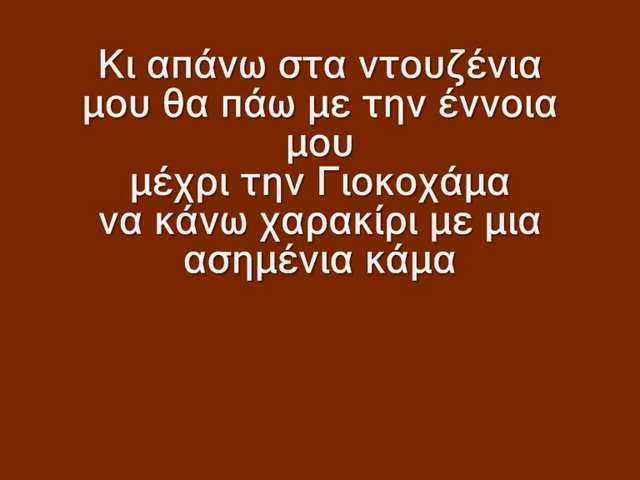 Κι απάνω στα ντουζένια
μου θα πάω με την έννοια
μου
μέχρι την Γιοκοχάμα
να κάνω χαρακίρι με μια
ασημένια κάμα